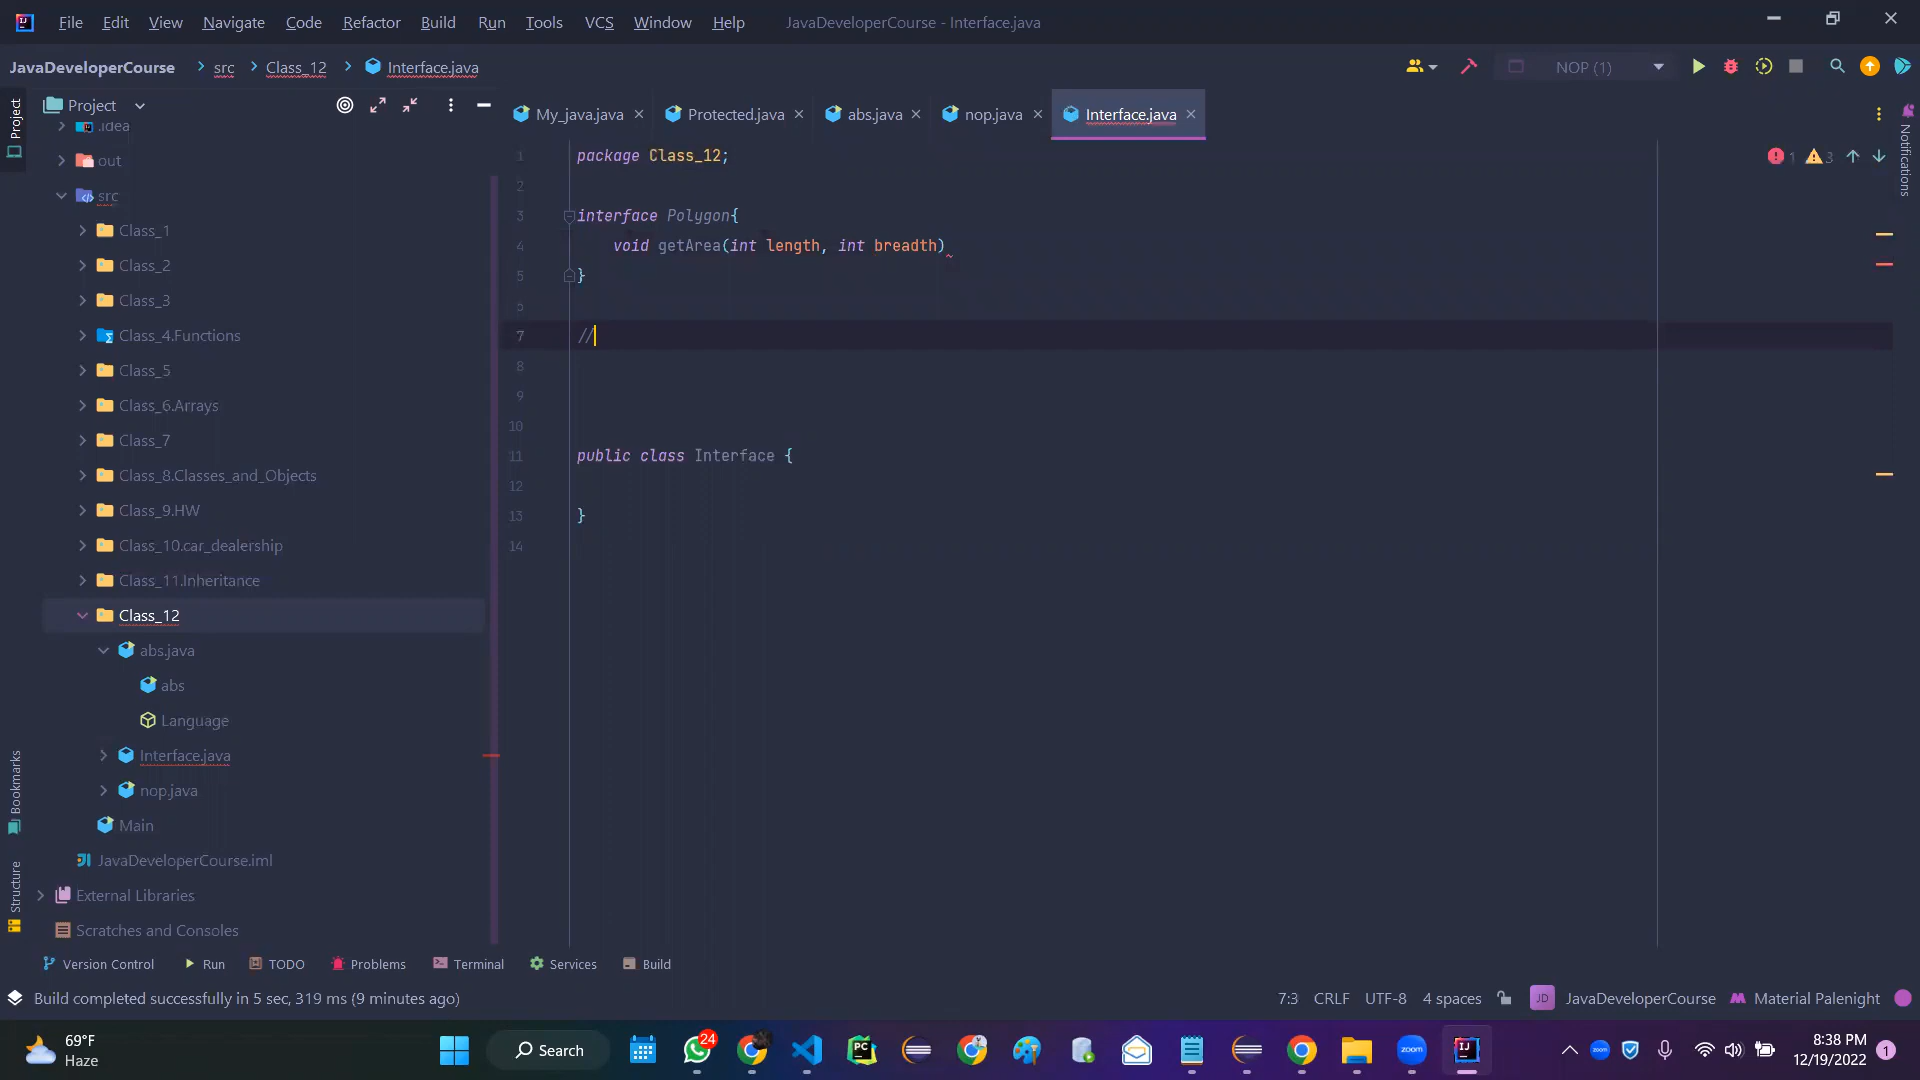 File Edit View Navigate Code Refactor Build Run Tools VCS Window Help JavaDeveloperCourse - Interface.java
JavaDeveloperCourse > src > Class_12 > Interface.java NOP (1)
Project
My_java.java Protected.java abs.java nop.java Interface.java
.idea
out
src
Class_1
Class_2
Class_3
Class_4.Functions
Class_5
Class_6.Arrays
Class_7
Class_8.Classes_and_Objects
Class_9.HW
Class_10.car_dealership
Class_11.Inheritance
Class_12
abs.java
abs
Language
Interface.java
nop.java
Main
JavaDeveloperCourse.iml
External Libraries
Scratches and Consoles
Project
Bookmarks
Structure
1 package Class_12;
2
3 interface Polygon{
4 void getArea(int length, int breadth)
5 }
6
7 //
8
9
10
11 public class Interface {
12
13 }
14
1 3
Notifications
Version Control Run TODO Problems Terminal Services Build
Build completed successfully in 5 sec, 319 ms (9 minutes ago) 7:3 CRLF UTF-8 4 spaces JD JavaDeveloperCourse Material Palenight
69°F
Haze
Search
24
PC
zoom
IJ
zoom
8:38 PM
12/19/2022
1